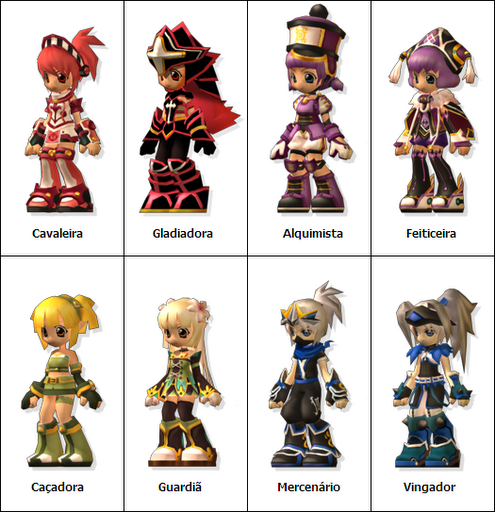 Cavaleira
Gladiadora
Alquimista
Feiticeira
Caçadora
Guardiã
Mercenário
Vingador